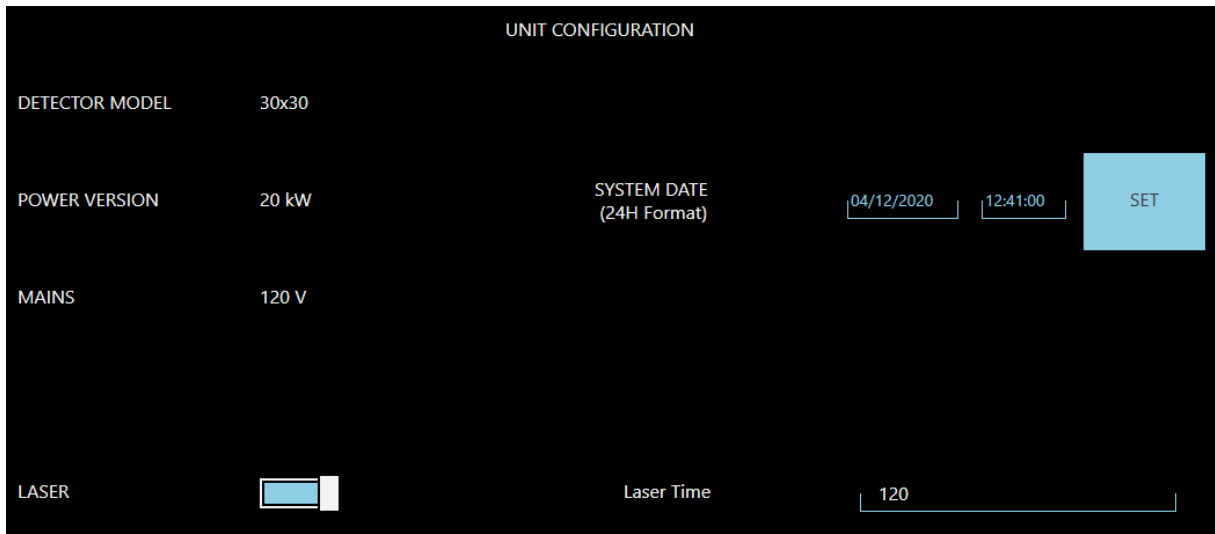 UNIT CONFIGURATION
DETECTOR MODEL 30x30
POWER VERSION 20 kW
SYSTEM DATE
(24H Format)
04/12/2020 12:41:00 SET
MAINS 120 V
LASER Laser Time 120